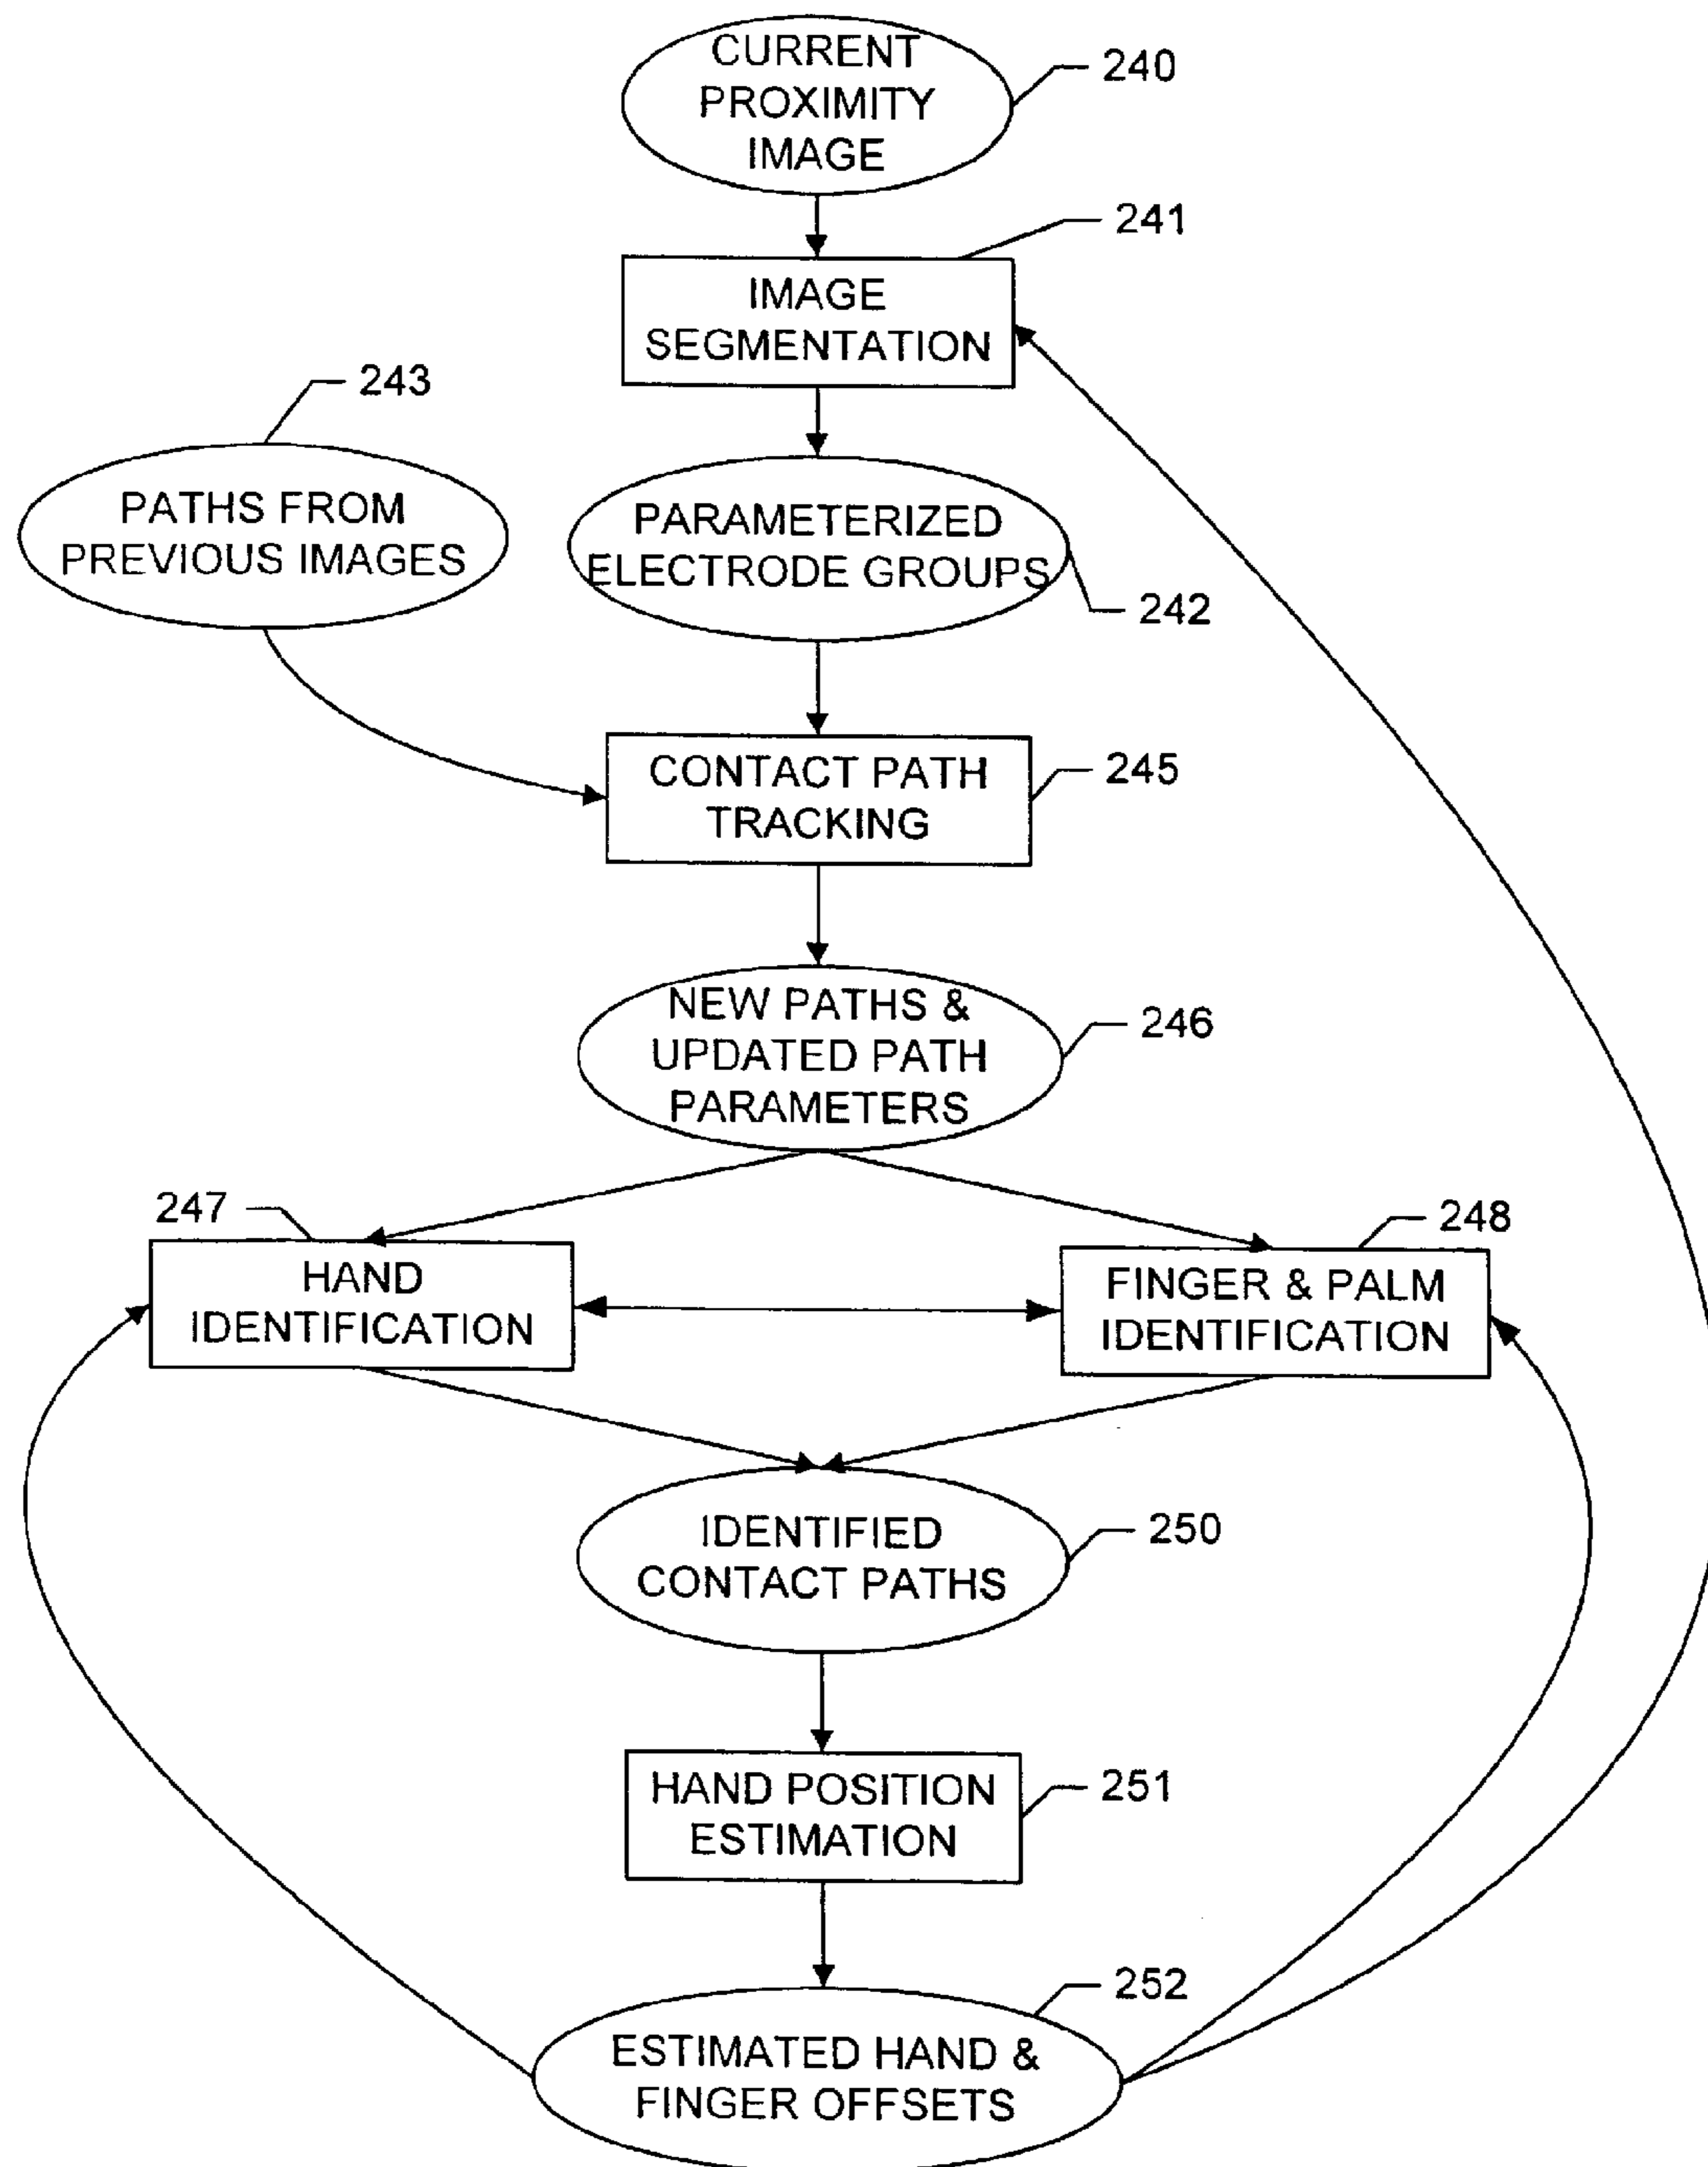 CURRENT
PROXIMITY
IMAGE
240
241
IMAGE
SEGMENTATION
243
PATHS FROM
PREVIOUS IMAGES
PARAMETERIZED
ELECTRODE GROUPS
242
CONTACT PATH
TRACKING
245
NEW PATHS &
UPDATED PATH
PARAMETERS
246
247
HAND
IDENTIFICATION
248
FINGER & PALM
IDENTIFICATION
IDENTIFIED
CONTACT PATHS
250
HAND POSITION
ESTIMATION
251
252
ESTIMATED HAND &
FINGER OFFSETS